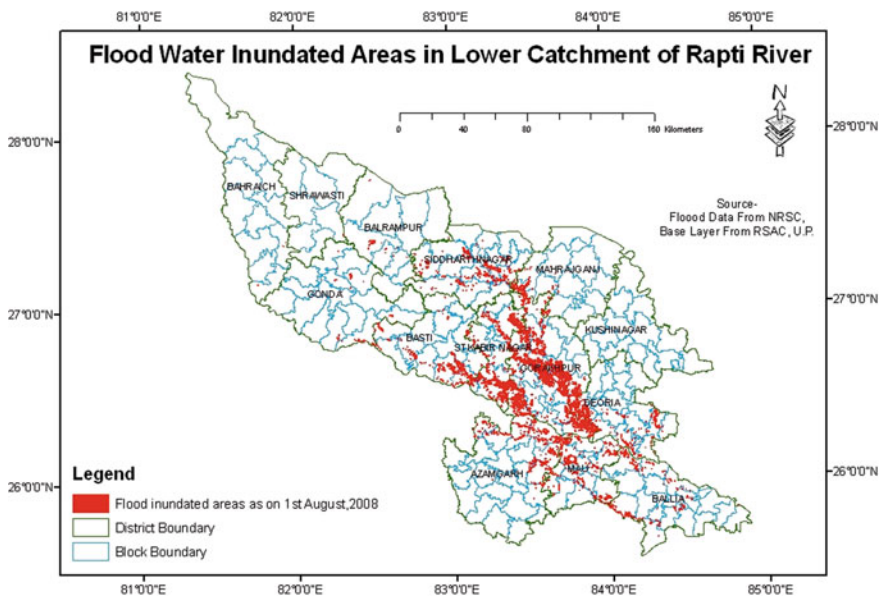 81°0'0"E 82°0'0"E 83°0'0"E 84°0'0"E 85°0'0"E
Flood Water Inundated Areas in Lower Catchment of Rapti River
N
0 40 80 160 Kilometers
28°0'0"N 28°0'0"N
BAHRAICH
SHRAWASTI
Source-
Floood Data From NRSC,
Base Layer From RSAC, U.P.
BALRAMPUR
SIDDHARTHNAGAR
MAHRAJGANJ
GONDA
27°0'0"N 27°0'0"N
KUSHINAGAR
BASTI
ST.KABIR NAGAR
GORAKHPUR
DEORIA
AZAMGARH
MAU
BALLIA
26°0'0"N 26°0'0"N
Legend
Flood inundated areas as on 1st August,2008
District Boundary
Block Boundary
81°0'0"E 82°0'0"E 83°0'0"E 84°0'0"E 85°0'0"E